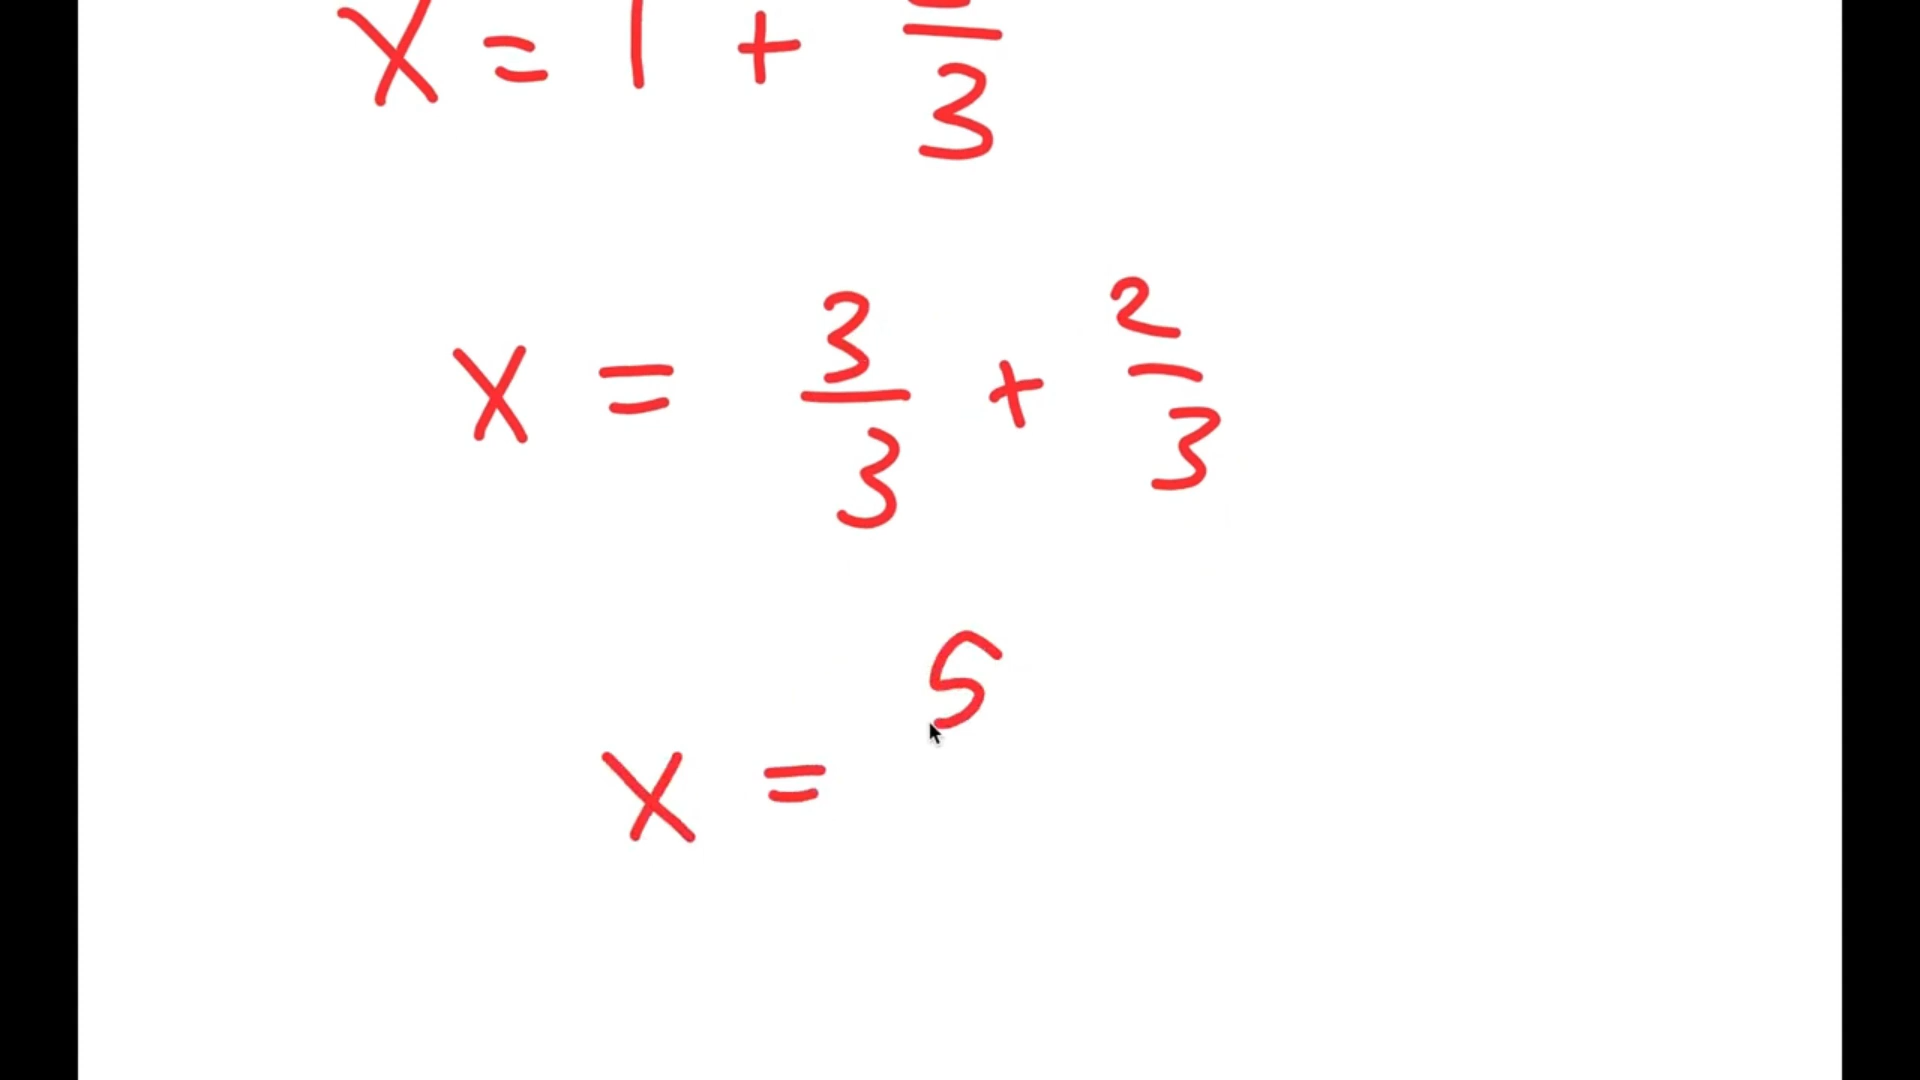 x = 1 + /3
x = 3/3 + 2/3
x = 5